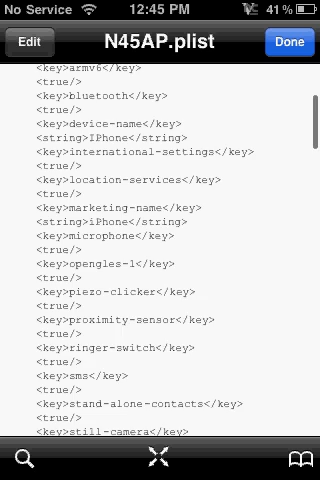 No Service 12:45 PM 41%
Edit N45AP.plist Done
<key>armv6</key>
<true/>
<key>bluetooth</key>
<true/>
<key>device-name</key>
<string>IPhone</string>
<key>international-settings</key>
<true/>
<key>location-services</key>
<true/>
<key>marketing-name</key>
<string>iPhone</string>
<key>microphone</key>
<true/>
<key>opengles-1</key>
<true/>
<key>piezo-clicker</key>
<true/>
<key>proximity-sensor</key>
<true/>
<key>ringer-switch</key>
<true/>
<key>sms</key>
<true/>
<key>stand-alone-contacts</key>
<true/>
<key>still-camera</key>